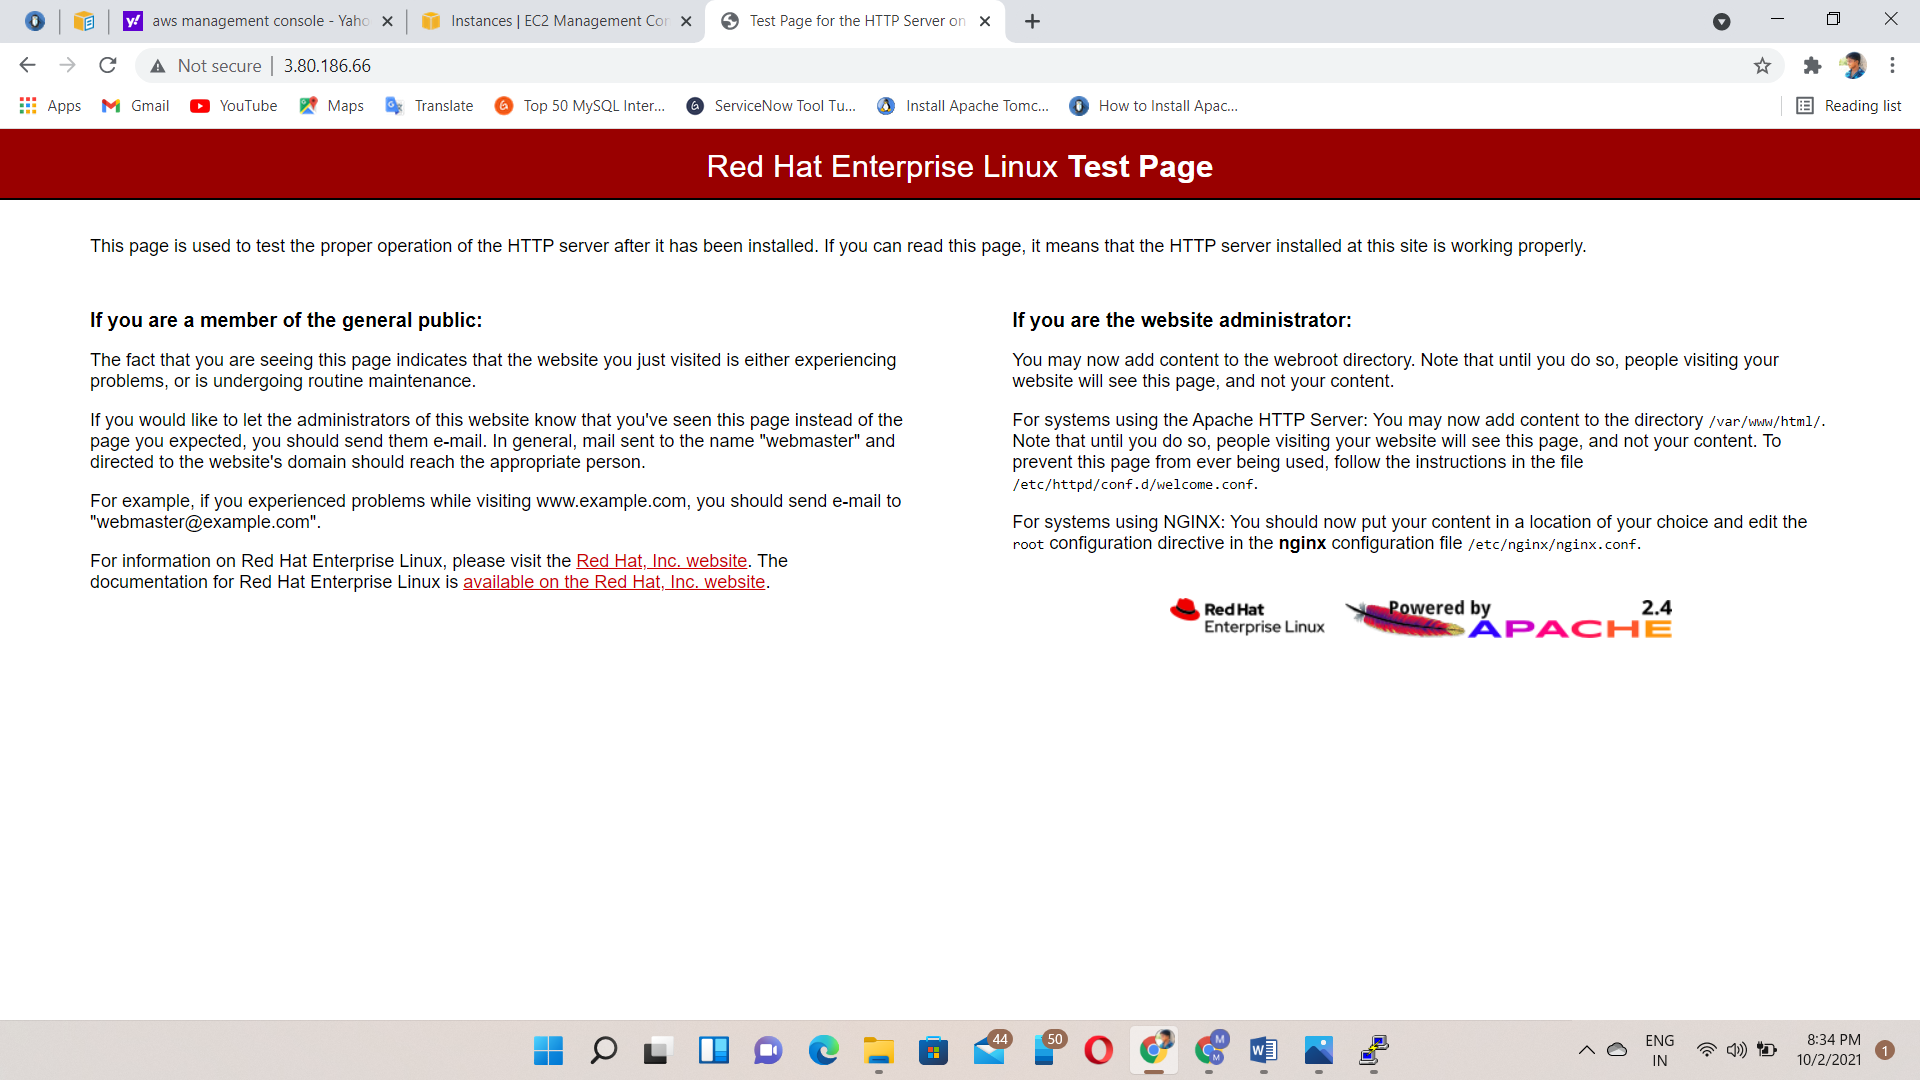 aws management console - Yaho
Instances | EC2 Management Con
Test Page for the HTTP Server on
Not secure
3.80.186.66
Apps
Gmail
YouTube
Maps
Translate
Top 50 MySQL Inter...
ServiceNow Tool Tu...
Install Apache Tomc...
How to Install Apac...
Reading list
Red Hat Enterprise Linux Test Page
This page is used to test the proper operation of the HTTP server after it has been installed. If you can read this page, it means that the HTTP server installed at this site is working properly.
If you are a member of the general public:
The fact that you are seeing this page indicates that the website you just visited is either experiencing
problems, or is undergoing routine maintenance.
If you would like to let the administrators of this website know that you've seen this page instead of the
page you expected, you should send them e-mail. In general, mail sent to the name "webmaster" and
directed to the website's domain should reach the appropriate person.
For example, if you experienced problems while visiting www.example.com, you should send e-mail to
"webmaster@example.com".
For information on Red Hat Enterprise Linux, please visit the Red Hat, Inc. website. The
documentation for Red Hat Enterprise Linux is available on the Red Hat, Inc. website.
If you are the website administrator:
You may now add content to the webroot directory. Note that until you do so, people visiting your
website will see this page, and not your content.
For systems using the Apache HTTP Server: You may now add content to the directory /var/www/html/.
Note that until you do so, people visiting your website will see this page, and not your content. To
prevent this page from ever being used, follow the instructions in the file
/etc/httpd/conf.d/welcome.conf.
For systems using NGINX: You should now put your content in a location of your choice and edit the
root configuration directive in the nginx configuration file /etc/nginx/nginx.conf.
Red Hat
Enterprise Linux
Powered by 2.4
APACHE
44
50
M
M
ENG
IN
8:34 PM
10/2/2021
1